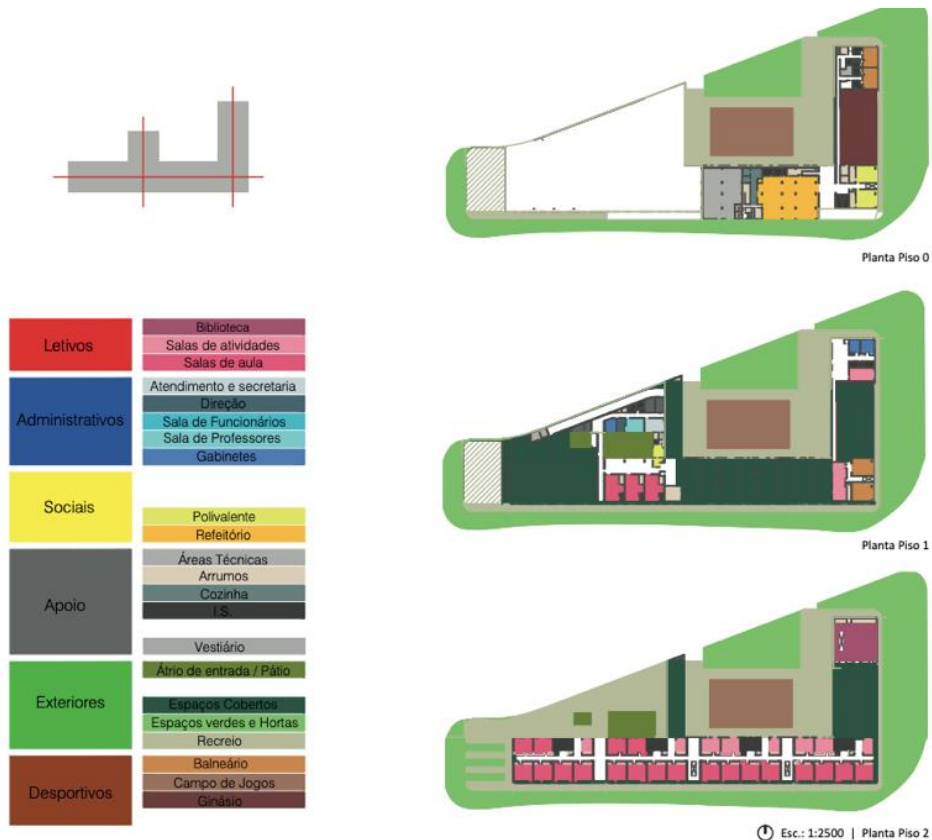 Planta Piso 0
Letivos
Biblioteca
Salas de atividades
Salas de aula
Administrativos
Atendimento e secretaria
Direção
Sala de Funcionários
Sala de Professores
Gabinetes
Sociais
Polivalente
Refeitório
Apoio
Áreas Técnicas
Arrumos
Cozinha
I.S.
Vestiário
Exteriores
Átrio de entrada / Pátio
Espaços Cobertos
Espaços verdes e Hortas
Recreio
Desportivos
Balneário
Campo de Jogos
Ginásio
Planta Piso 1
Esc.: 1:2500 | Planta Piso 2